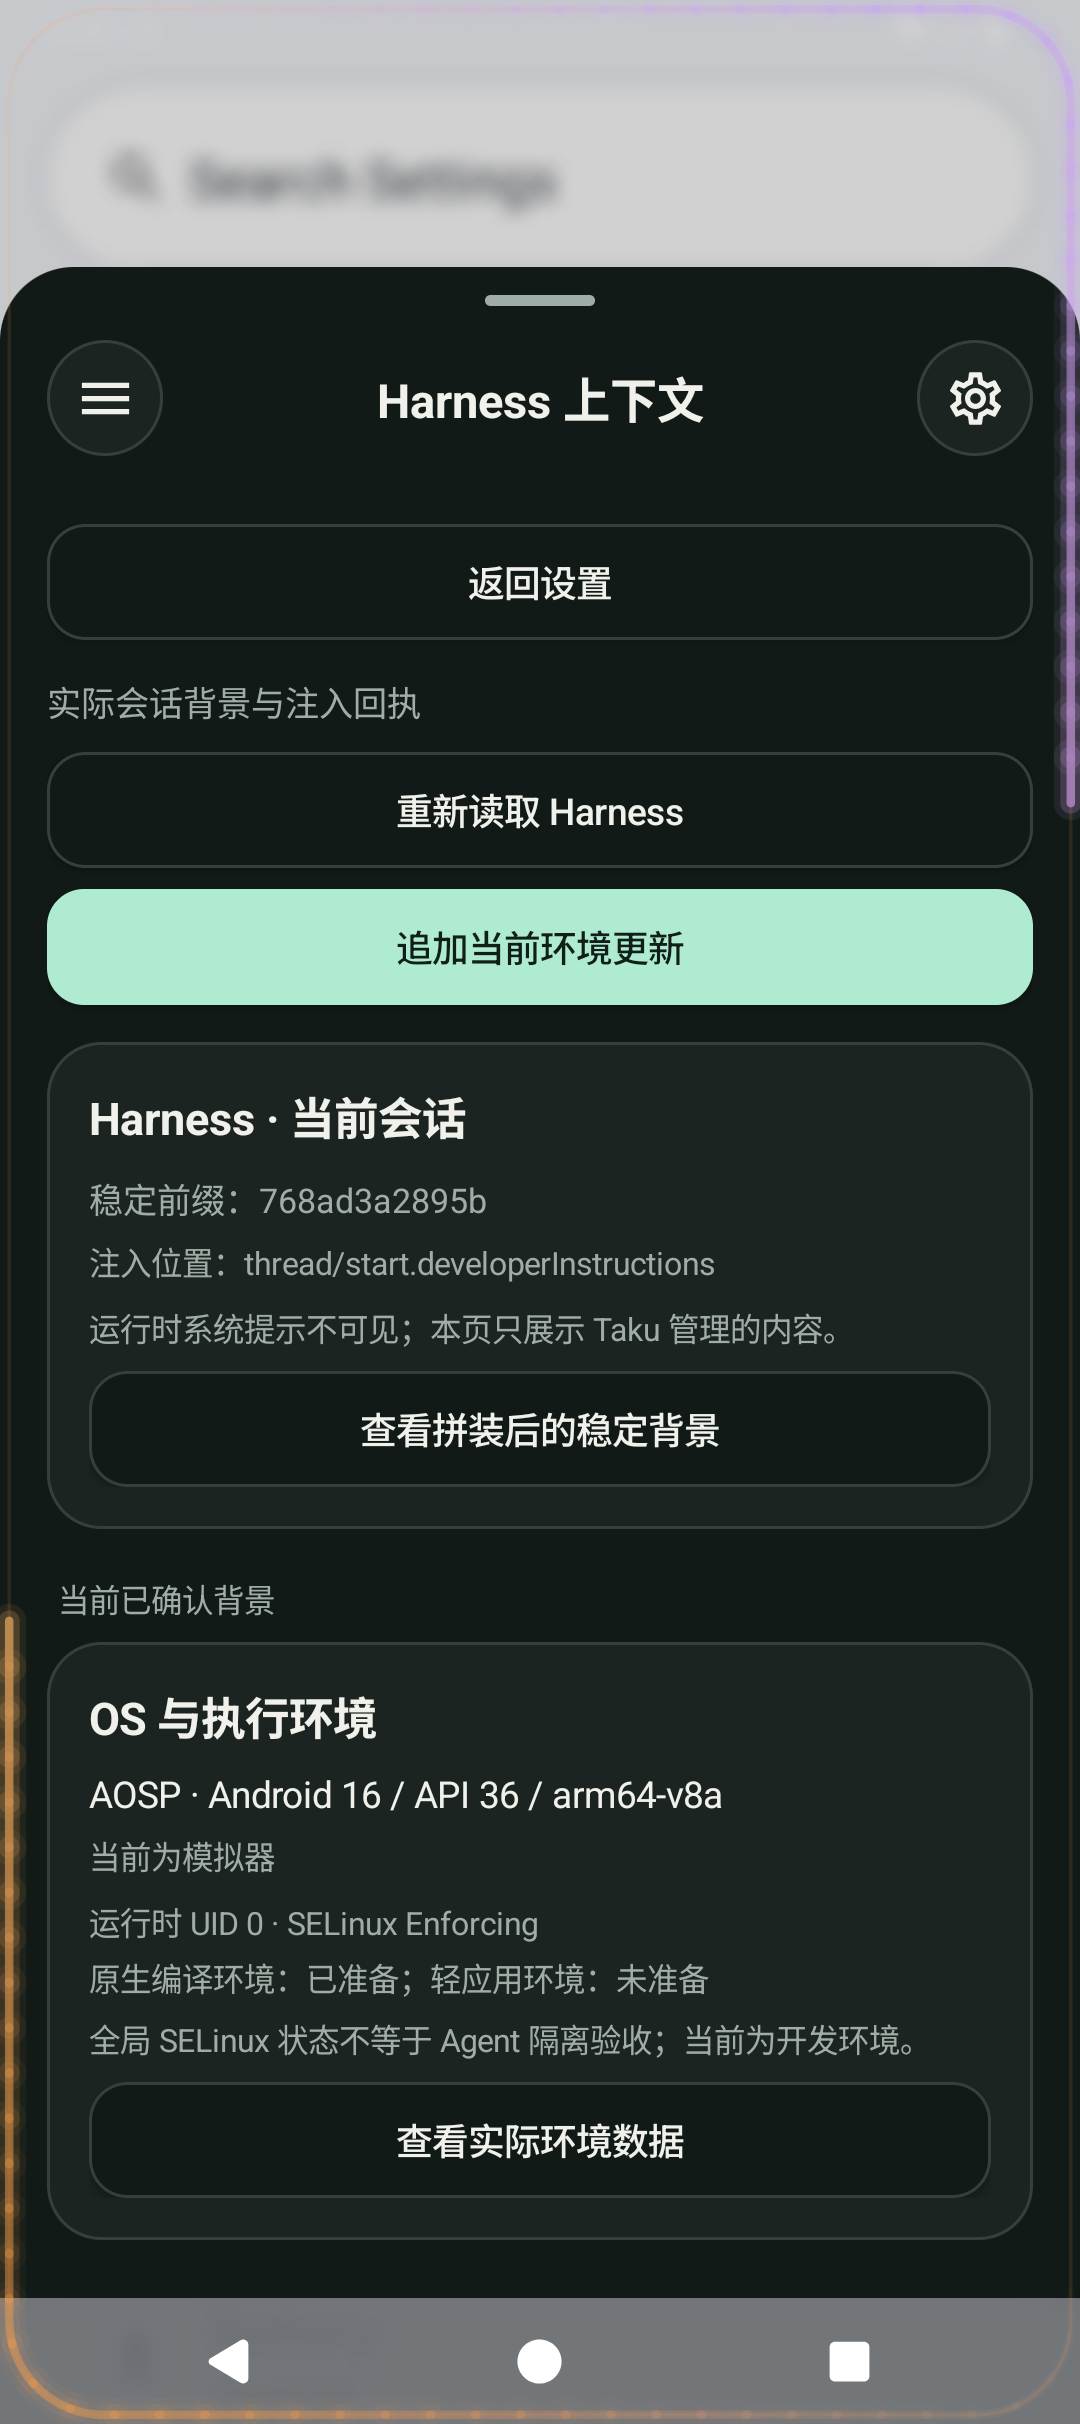 Search Settings
Harness 上下文
返回设置
实际会话背景与注入回执
重新读取 Harness
追加当前环境更新
Harness · 当前会话
稳定前缀：768ad3a2895b
注入位置：thread/start.developerInstructions
运行时系统提示不可见；本页只展示 Taku 管理的内容。
查看拼装后的稳定背景
当前已确认背景
OS 与执行环境
AOSP · Android 16 / API 36 / arm64-v8a
当前为模拟器
运行时 UID 0 · SELinux Enforcing
原生编译环境：已准备；轻应用环境：未准备
全局 SELinux 状态不等于 Agent 隔离验收；当前为开发环境。
查看实际环境数据